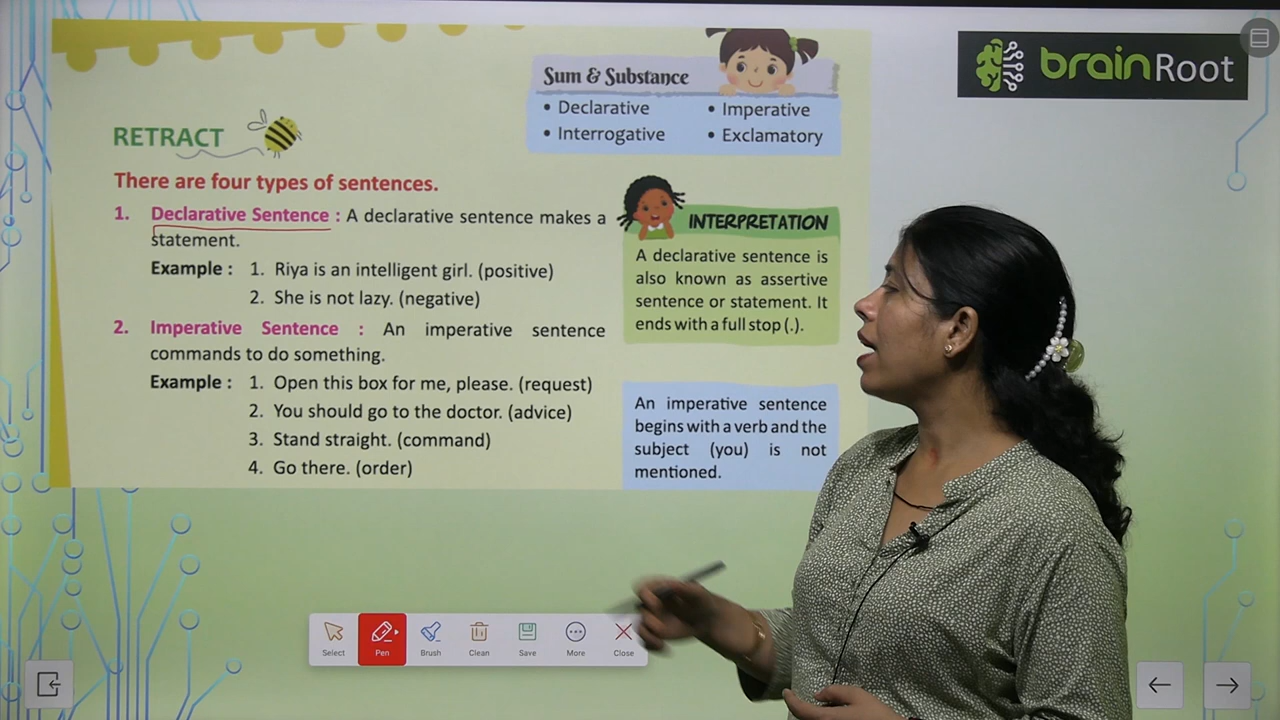 brainRoot
Sum & Substance
• Declarative
• Imperative
• Interrogative
• Exclamatory
RETRACT
There are four types of sentences.
1. Declarative Sentence : A declarative sentence makes a
statement.
Example : 1. Riya is an intelligent girl. (positive)
2. She is not lazy. (negative)
2. Imperative Sentence : An imperative sentence
commands to do something.
Example : 1. Open this box for me, please. (request)
2. You should go to the doctor. (advice)
3. Stand straight. (command)
4. Go there. (order)
INTERPRETATION
A declarative sentence is
also known as assertive
sentence or statement. It
ends with a full stop (.).
An imperative sentence
begins with a verb and the
subject (you) is not
mentioned.
Select
Pen
Brush
Clean
Save
More
Close